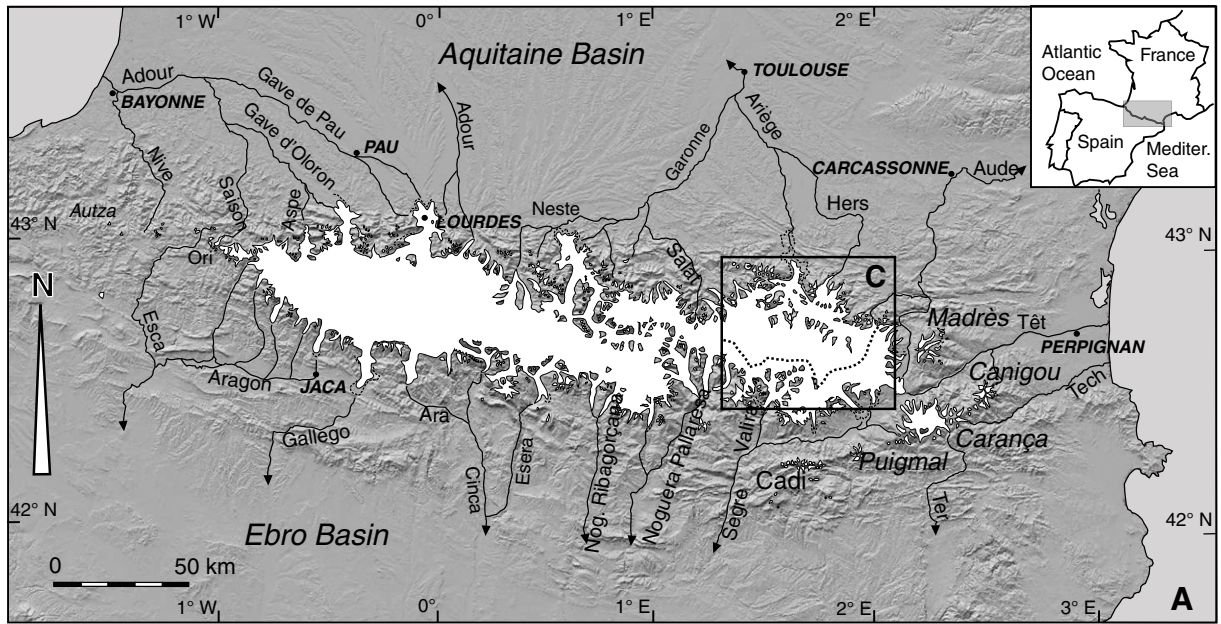 1° W
0°
1° E
2° E
Atlantic
Ocean
France
Spain
Mediter.
Sea
Aquitaine Basin
TOULOUSE
Adour
BAYONNE
Gave de Pau
Adour
Ariège
PAU
Gave d'Oloron
Garonne
CARCASSONNE
Aude
Nive
Saison
Aspe
Autza
LOURDES
Neste
Hers
43° N
43° N
Ori
Salat
C
N
Esca
Madrès
Têt
PERPIGNAN
Canigou
Tech
Aragon
JACA
Ara
Gallego
Cinca
Esera
Nog. Ribagorçana
Noguera Pallaresa
Valira
Segre
Carança
Puigmal
Cadi
Ter
42° N
42° N
Ebro Basin
0
50 km
1° W
0°
1° E
2° E
3° E
A